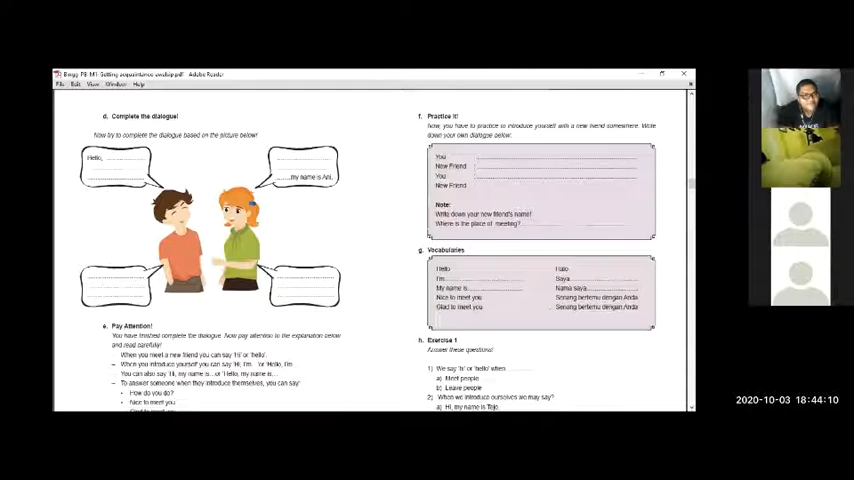 Getting acquaintance awalsip.pdf - Adobe Reader
File Edit View Window Help
d. Complete the dialogue!
Now try to complete the dialogue based on the picture below!
Hello, ..................
........my name is Ani.
e. Pay Attention!
You have finished complete the dialogue. Now pay attention to the explanation below
and read carefully!
When you meet a new friend you can say 'Hi' or 'hello'.
– When you introduce yourself you can say 'Hi, I'm... 'or 'Hello, I'm...
You can also say 'Hi, my name is...or 'Hello, my name is...
– To answer someone when they introduce themselves, you can say'
• How do you do?
• Nice to meet you
f. Practice it!
Now, you have to practice to introduce yourself with a new friend somewhere. Write
down your own dialogue below.
You :
New Friend :
You :
New Friend
Note:
Write down your new friend's name!
Where is the place of meeting?
g. Vocabularies
Hello Halo
I'm Saya
My name is Nama saya
Nice to meet you Senang bertemu dengan Anda
Glad to meet you Senang bertemu dengan Anda
h. Exercise 1
Answer these questions!
1) We say 'hi' or 'hello' when ..........
a) Meet people
b) Leave people
2) When we introduce ourselves we may say?
a) Hi, my name is Tejo
2020-10-03 18:44:10